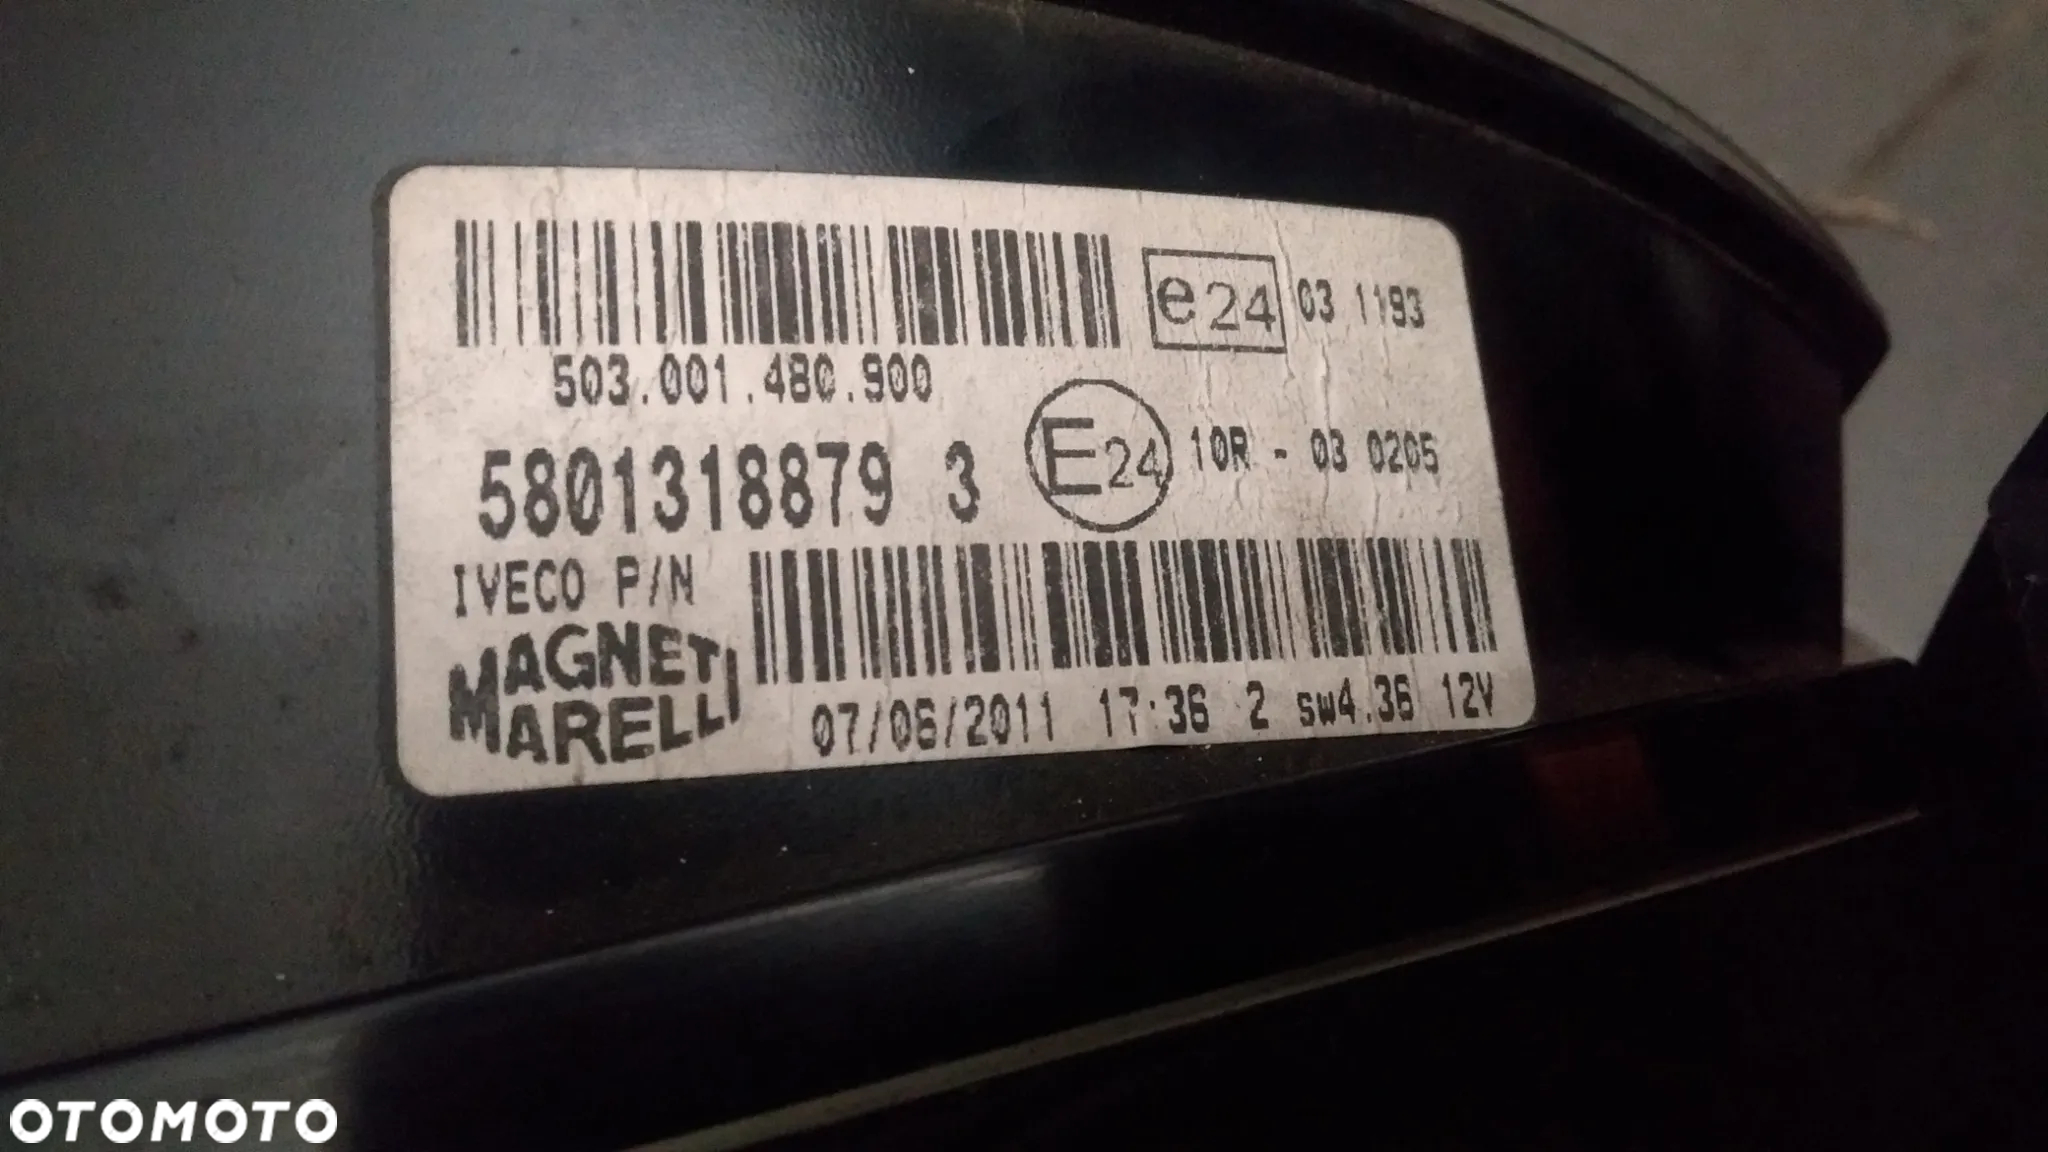 e24 03 1193
503.001.480.900
5801318879 3 E24 10R - 03 0205
IVECO P/N
MAGNETI
MARELLI
07/06/2011 17:36 2 sw4.36 12V
OTOMOTO